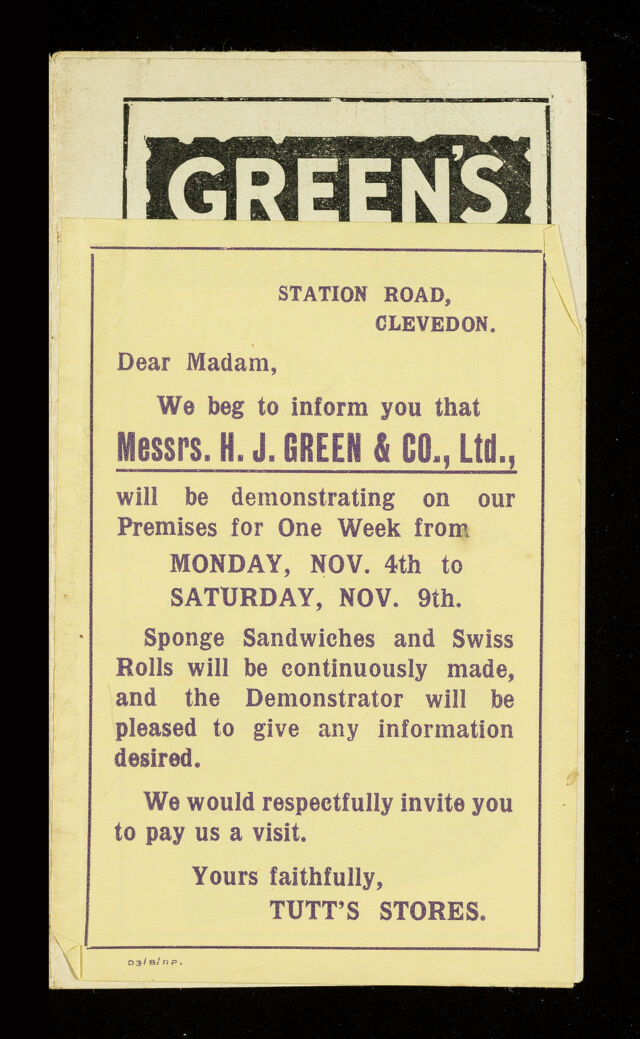 GREEN'S
STATION ROAD,
CLEVEDON.
Dear Madam,
We beg to inform you that
Messrs. H. J. GREEN & CO., Ltd.,
will be demonstrating on our
Premises for One Week from
MONDAY, NOV. 4th to
SATURDAY, NOV. 9th.
Sponge Sandwiches and Swiss
Rolls will be continuously made,
and the Demonstrator will be
pleased to give any information
desired.
We would respectfully invite you
to pay us a visit.
Yours faithfully,
TUTT'S STORES.